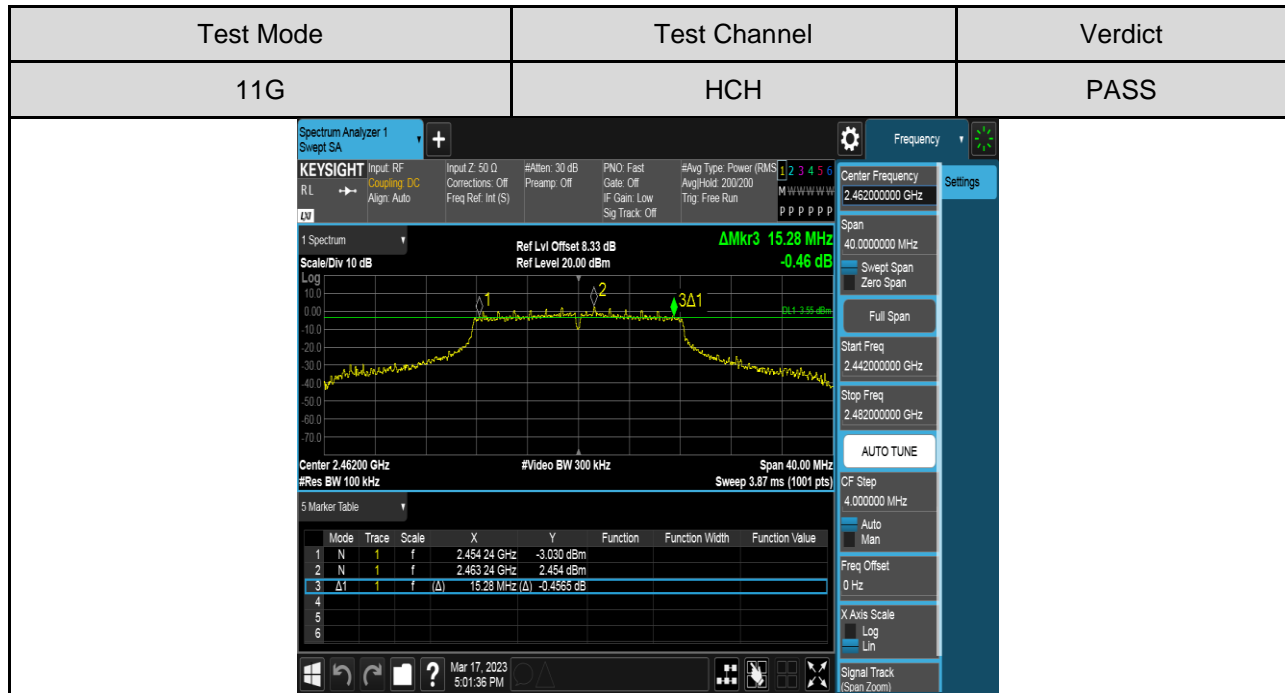 Test Mode Test Channel Verdict
11G HCH PASS
Spectrum Analyzer 1
Swept SA
+
Frequency
KEYSIGHT Input: RF Input Z: 50 Ω #Atten: 30 dB PNO: Fast #Avg Type: Power (RMS 1 2 3 4 5 6
RL Coupling: DC Corrections: Off Preamp: Off Gate: Off Avg|Hold: 200/200 M W W W W W
Align: Auto Freq Ref: Int (S) IF Gain: Low Trig: Free Run
LXI Sig Track: Off P P P P P P
1 Spectrum
Ref Lvl Offset 8.33 dB ΔMkr3 15.28 MHz
Scale/Div 10 dB Ref Level 20.00 dBm -0.46 dB
Log
10.0
0.00
-10.0
-20.0
-30.0
-40.0
-50.0
-60.0
-70.0
1
2
3Δ1
DL1 3.55 dBm
Center 2.46200 GHz #Video BW 300 kHz Span 40.00 MHz
#Res BW 100 kHz Sweep 3.87 ms (1001 pts)
5 Marker Table
Mode Trace Scale X Y Function Function Width Function Value
1 N 1 f 2.454 24 GHz -3.030 dBm
2 N 1 f 2.463 24 GHz 2.454 dBm
3 Δ1 1 f (Δ) 15.28 MHz (Δ) -0.4565 dB
4
5
6
? Mar 17, 2023
5:01:36 PM
Center Frequency
2.462000000 GHz
Settings
Span
40.0000000 MHz
Swept Span
Zero Span
Full Span
Start Freq
2.442000000 GHz
Stop Freq
2.482000000 GHz
AUTO TUNE
CF Step
4.000000 MHz
Auto
Man
Freq Offset
0 Hz
X Axis Scale
Log
Lin
Signal Track
(Span Zoom)